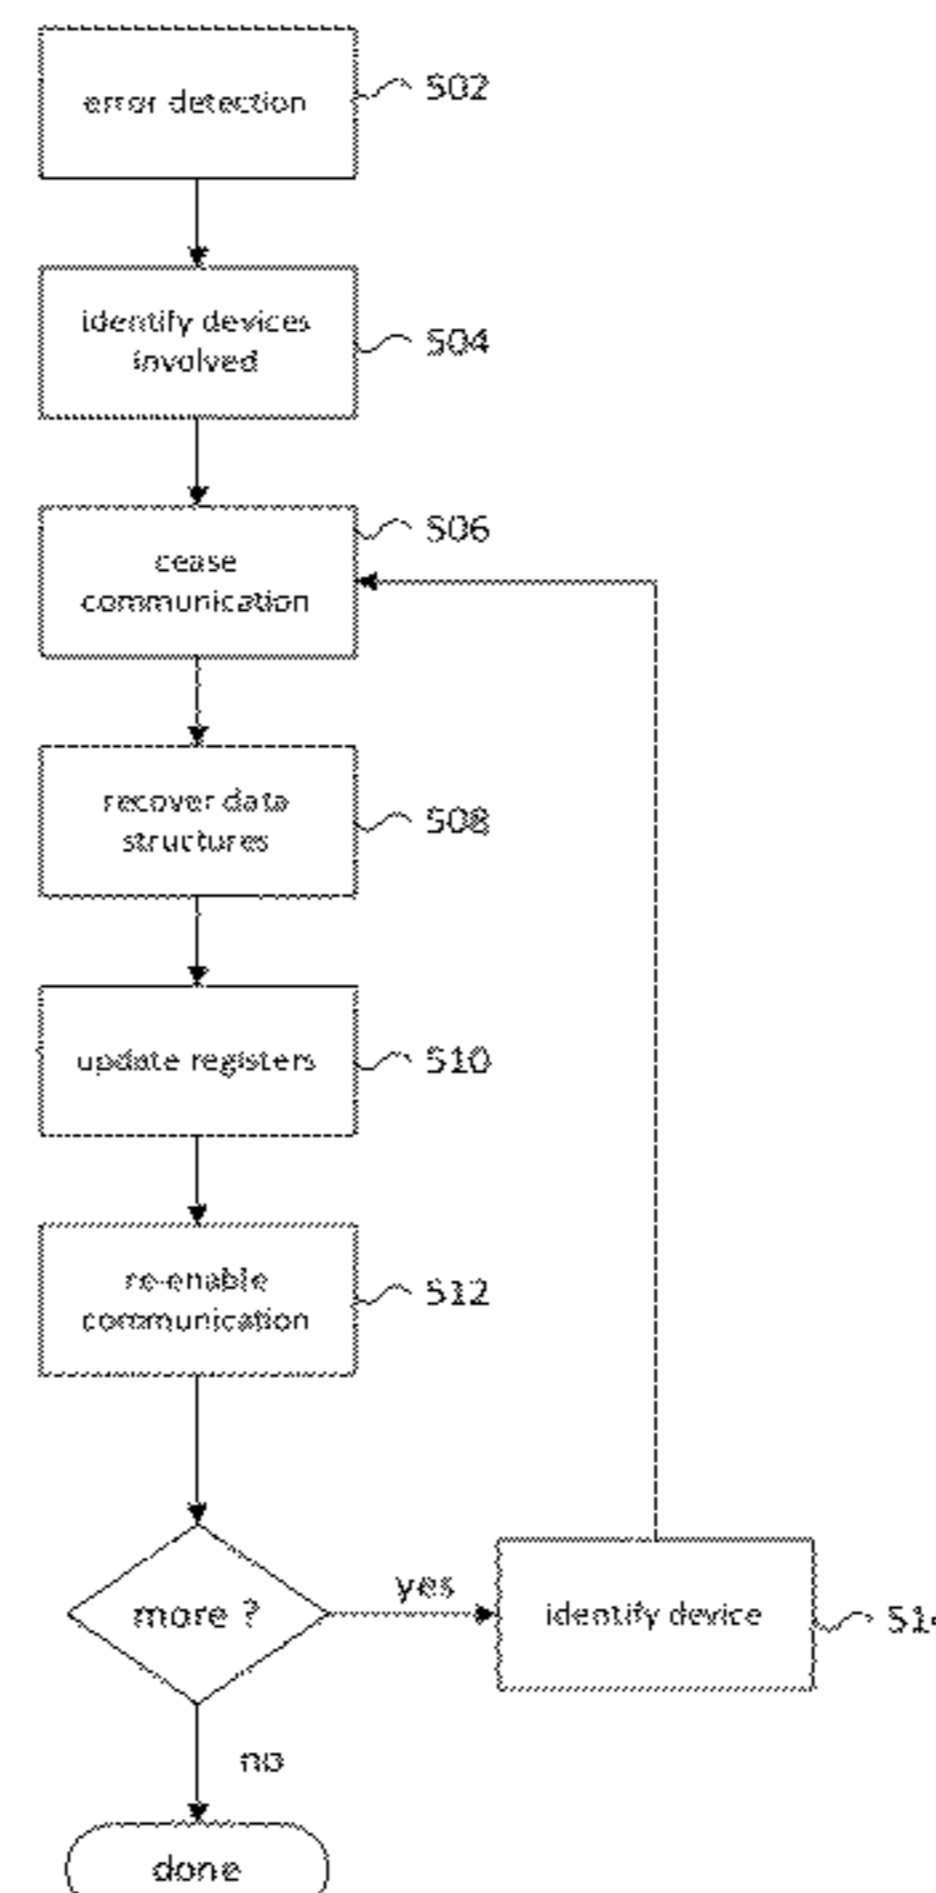 error detection
502
identify devices
involved
504
506
cease
communication
recover data
structures
508
update registers
510
re-enable
communication
512
more ?
yes
identify device
no
done